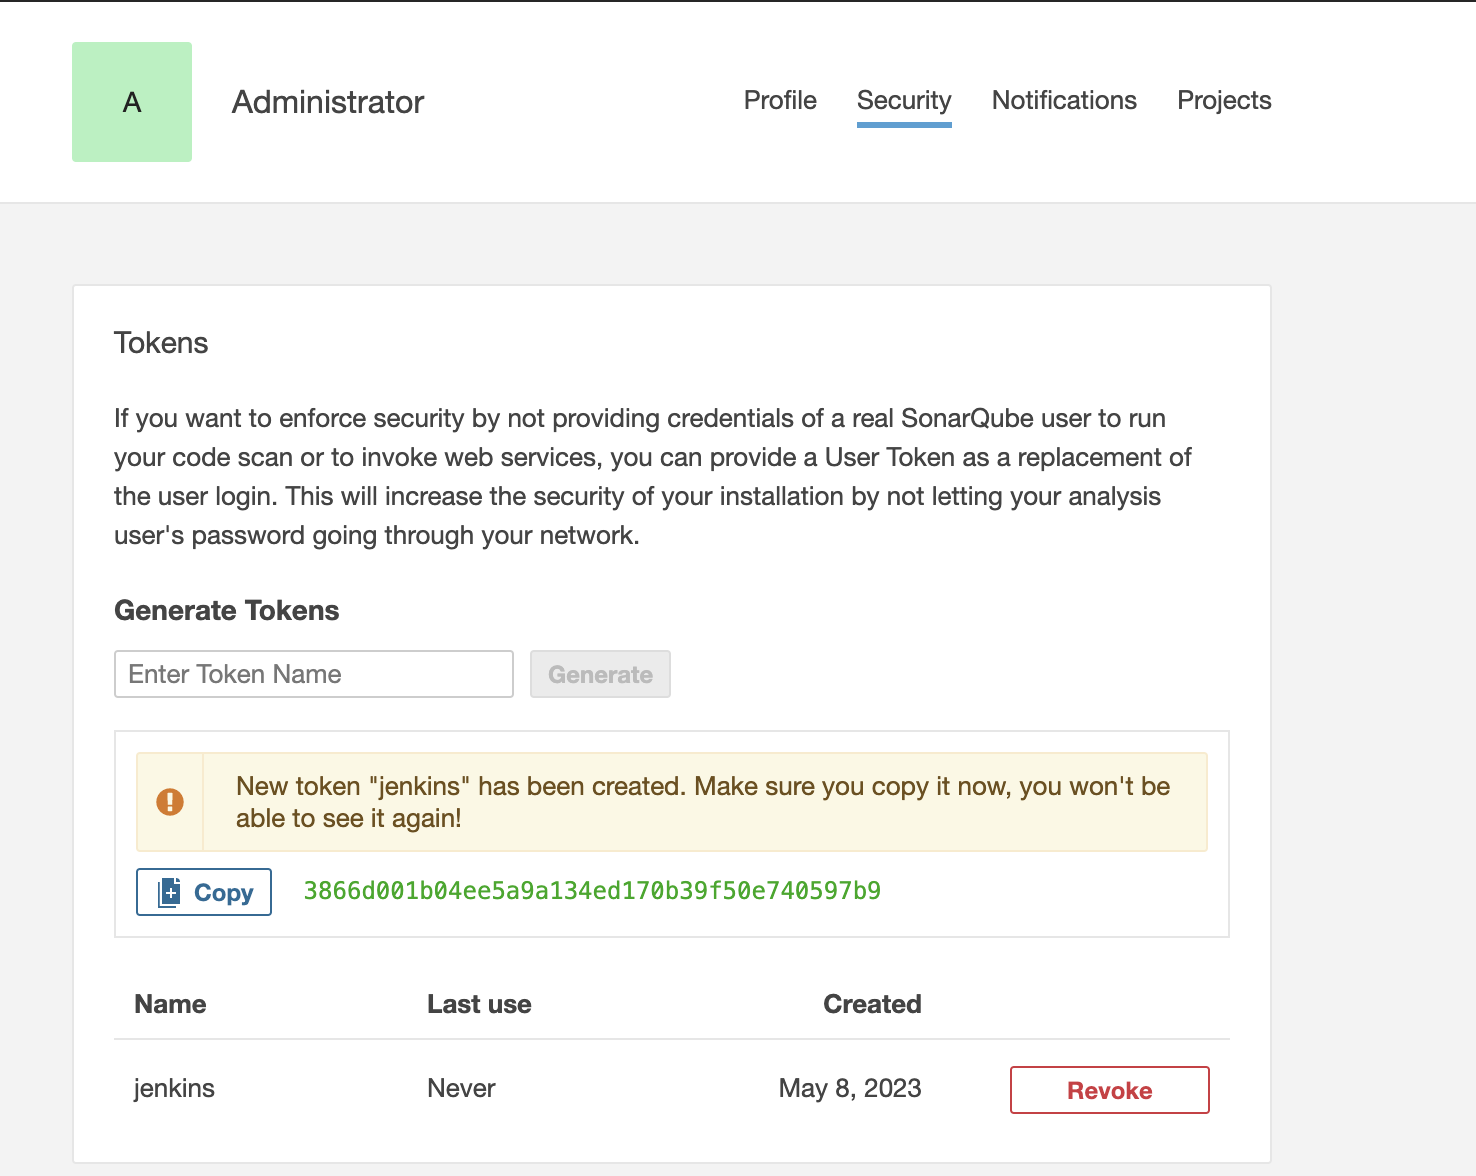 A
Administrator
Profile Security Notifications Projects
Tokens
If you want to enforce security by not providing credentials of a real SonarQube user to run
your code scan or to invoke web services, you can provide a User Token as a replacement of
the user login. This will increase the security of your installation by not letting your analysis
user's password going through your network.
Generate Tokens
Enter Token Name Generate
New token "jenkins" has been created. Make sure you copy it now, you won't be
able to see it again!
Copy 3866d001b04ee5a9a134ed170b39f50e740597b9
Name Last use Created
jenkins Never May 8, 2023 Revoke